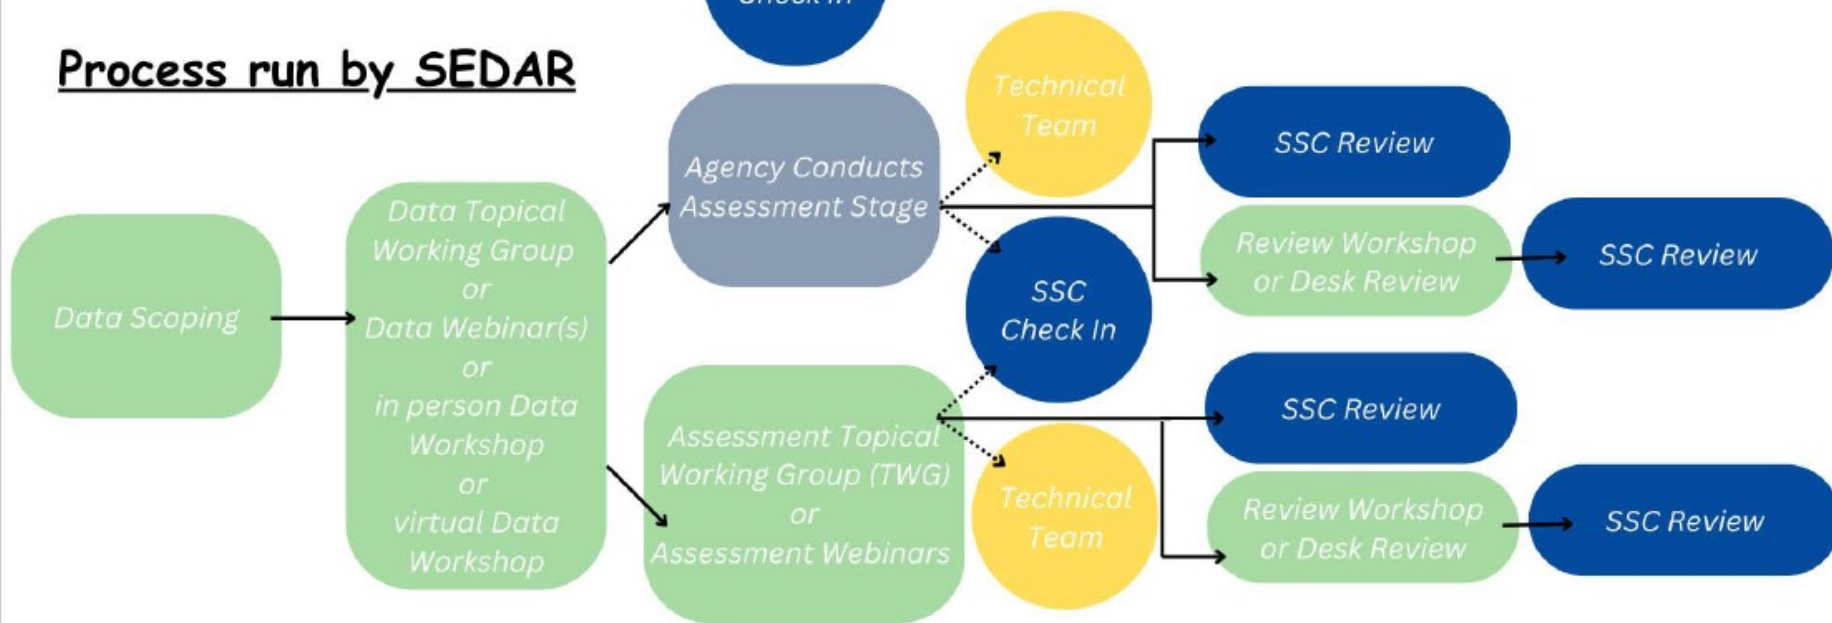 Check In
Process run by SEDAR
Data Scoping
Data Topical
Working Group
or
Data Webinar(s)
or
in person Data
Workshop
or
virtual Data
Workshop
Agency Conducts
Assessment Stage
Technical
Team
SSC
Check In
SSC Review
Review Workshop
or Desk Review
SSC Review
Assessment Topical
Working Group (TWG)
or
Assessment Webinars
Technical
Team
SSC Review
Review Workshop
or Desk Review
SSC Review